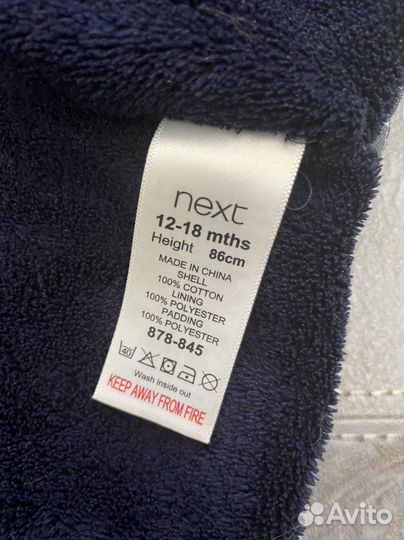 next
12-18 mths
Height 86cm
MADE IN CHINA
SHELL
100% COTTON
LINING
100% POLYESTER
PADDING
100% POLYESTER
878-845
40
Wash inside out
KEEP AWAY FROM FIRE
Avito